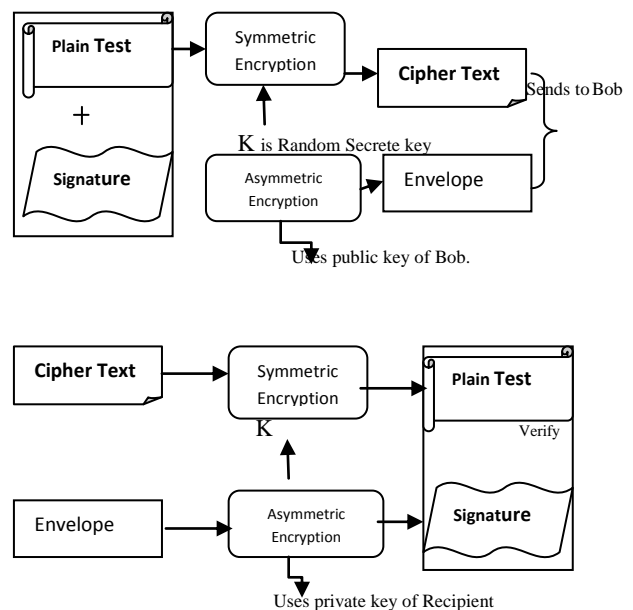 Plain Test
+
Signature
Symmetric
Encryption
Cipher Text
Sends to Bob
K is Random Secrete key
Asymmetric
Encryption
Envelope
Uses public key of Bob.
Cipher Text
Symmetric
Encryption
K
Plain Test
Verify
Envelope
Asymmetric
Encryption
Signature
Uses private key of Recipient